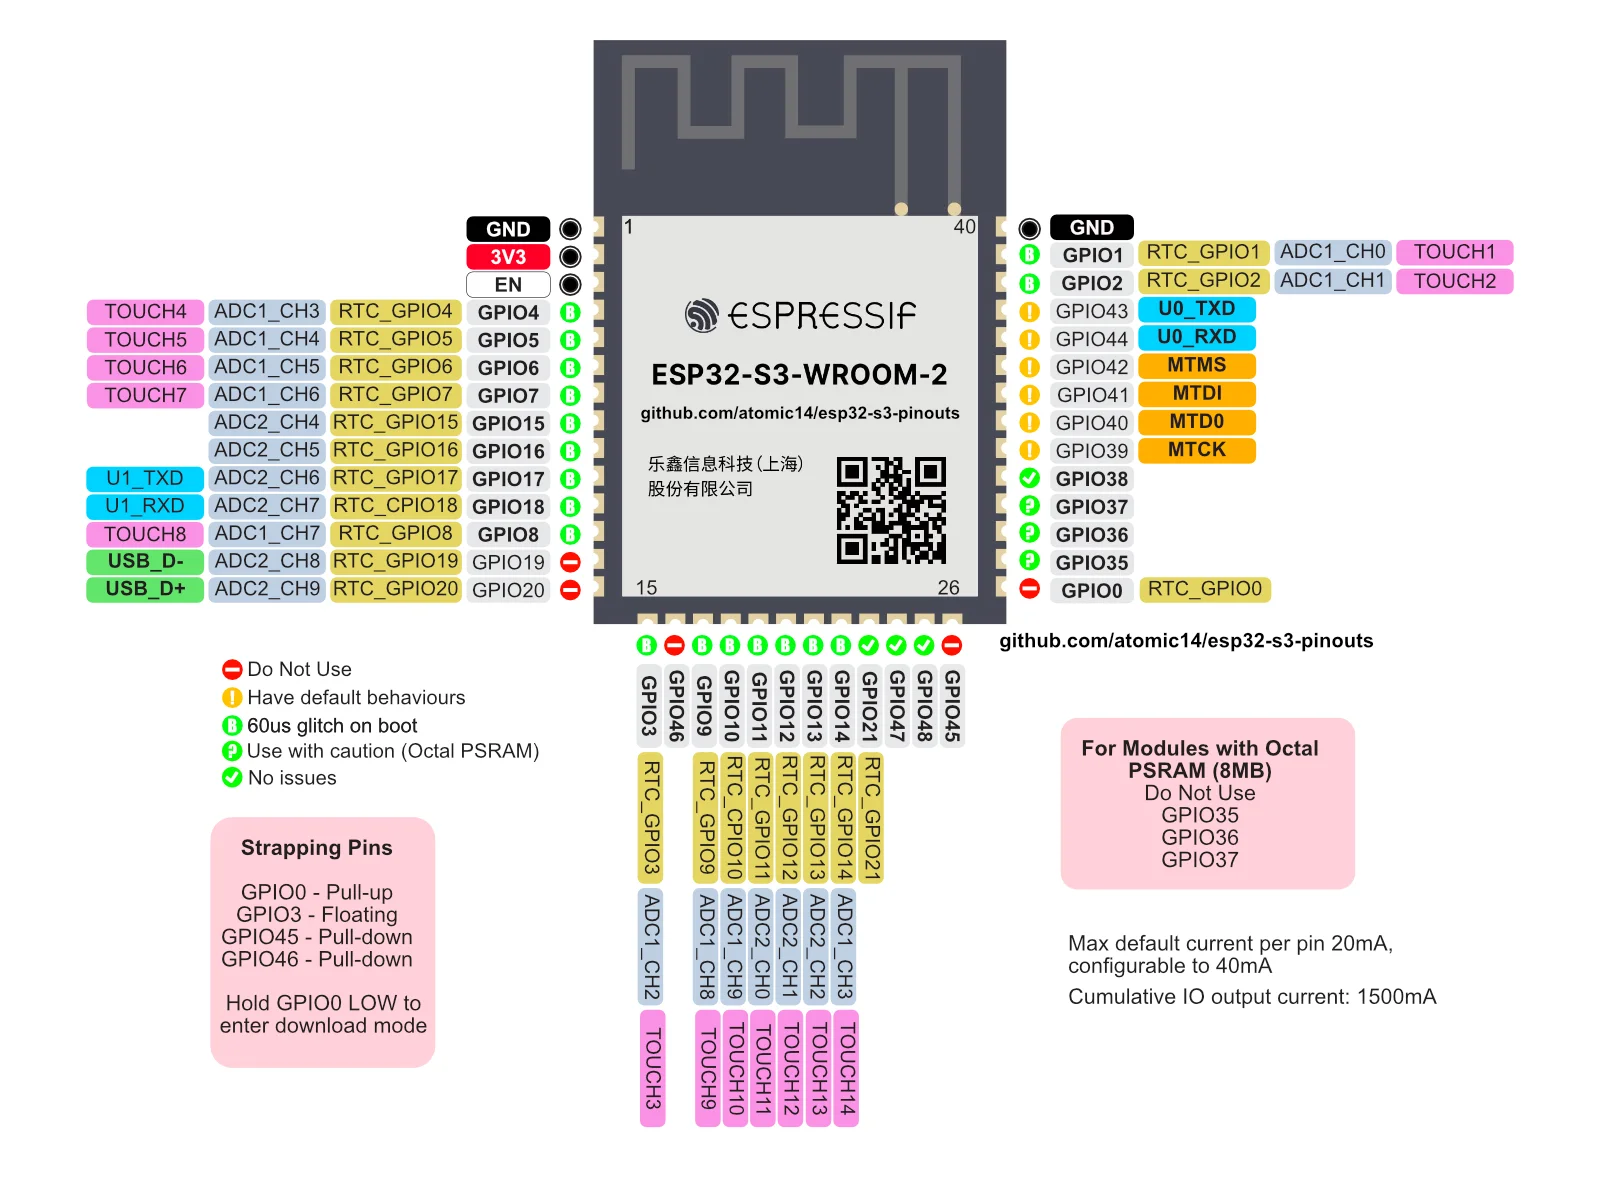 1
40
GND
3V3
EN
TOUCH4 ADC1_CH3 RTC_GPIO4 GPIO4 B
TOUCH5 ADC1_CH4 RTC_GPIO5 GPIO5 B
TOUCH6 ADC1_CH5 RTC_GPIO6 GPIO6 B
TOUCH7 ADC1_CH6 RTC_GPIO7 GPIO7 B
ADC2_CH4 RTC_GPIO15 GPIO15 B
ADC2_CH5 RTC_GPIO16 GPIO16 B
U1_TXD ADC2_CH6 RTC_GPIO17 GPIO17 B
U1_RXD ADC2_CH7 RTC_CPIO18 GPIO18 B
TOUCH8 ADC1_CH7 RTC_GPIO8 GPIO8 B
USB_D- ADC2_CH8 RTC_GPIO19 GPIO19
USB_D+ ADC2_CH9 RTC_GPIO20 GPIO20
ESPRESSIF
ESP32-S3-WROOM-2
github.com/atomic14/esp32-s3-pinouts
乐鑫信息科技(上海)
股份有限公司
15
26
GND
B GPIO1 RTC_GPIO1 ADC1_CH0 TOUCH1
B GPIO2 RTC_GPIO2 ADC1_CH1 TOUCH2
! GPIO43 U0_TXD
! GPIO44 U0_RXD
! GPIO42 MTMS
! GPIO41 MTDI
! GPIO40 MTD0
! GPIO39 MTCK
GPIO38
? GPIO37
? GPIO36
? GPIO35
GPIO0 RTC_GPIO0
github.com/atomic14/esp32-s3-pinouts
B GPIO3 RTC_GPIO3 ADC1_CH2 TOUCH3
GPIO46
B GPIO9 RTC_GPIO9 ADC1_CH8 TOUCH9
B GPIO10 RTC_CPIO10 ADC1_CH9 TOUCH10
B GPIO11 RTC_GPIO11 ADC2_CH0 TOUCH11
B GPIO12 RTC_GPIO12 ADC2_CH1 TOUCH12
B GPIO13 RTC_GPIO13 ADC2_CH2 TOUCH13
B GPIO14 RTC_GPIO14 ADC1_CH3 TOUCH14
GPIO21 RTC_GPIO21
GPIO47
GPIO48
GPIO45
Do Not Use
! Have default behaviours
B 60us glitch on boot
? Use with caution (Octal PSRAM)
No issues
Strapping Pins
GPIO0 - Pull-up
GPIO3 - Floating
GPIO45 - Pull-down
GPIO46 - Pull-down
Hold GPIO0 LOW to
enter download mode
For Modules with Octal
PSRAM (8MB)
Do Not Use
GPIO35
GPIO36
GPIO37
Max default current per pin 20mA,
configurable to 40mA
Cumulative IO output current: 1500mA